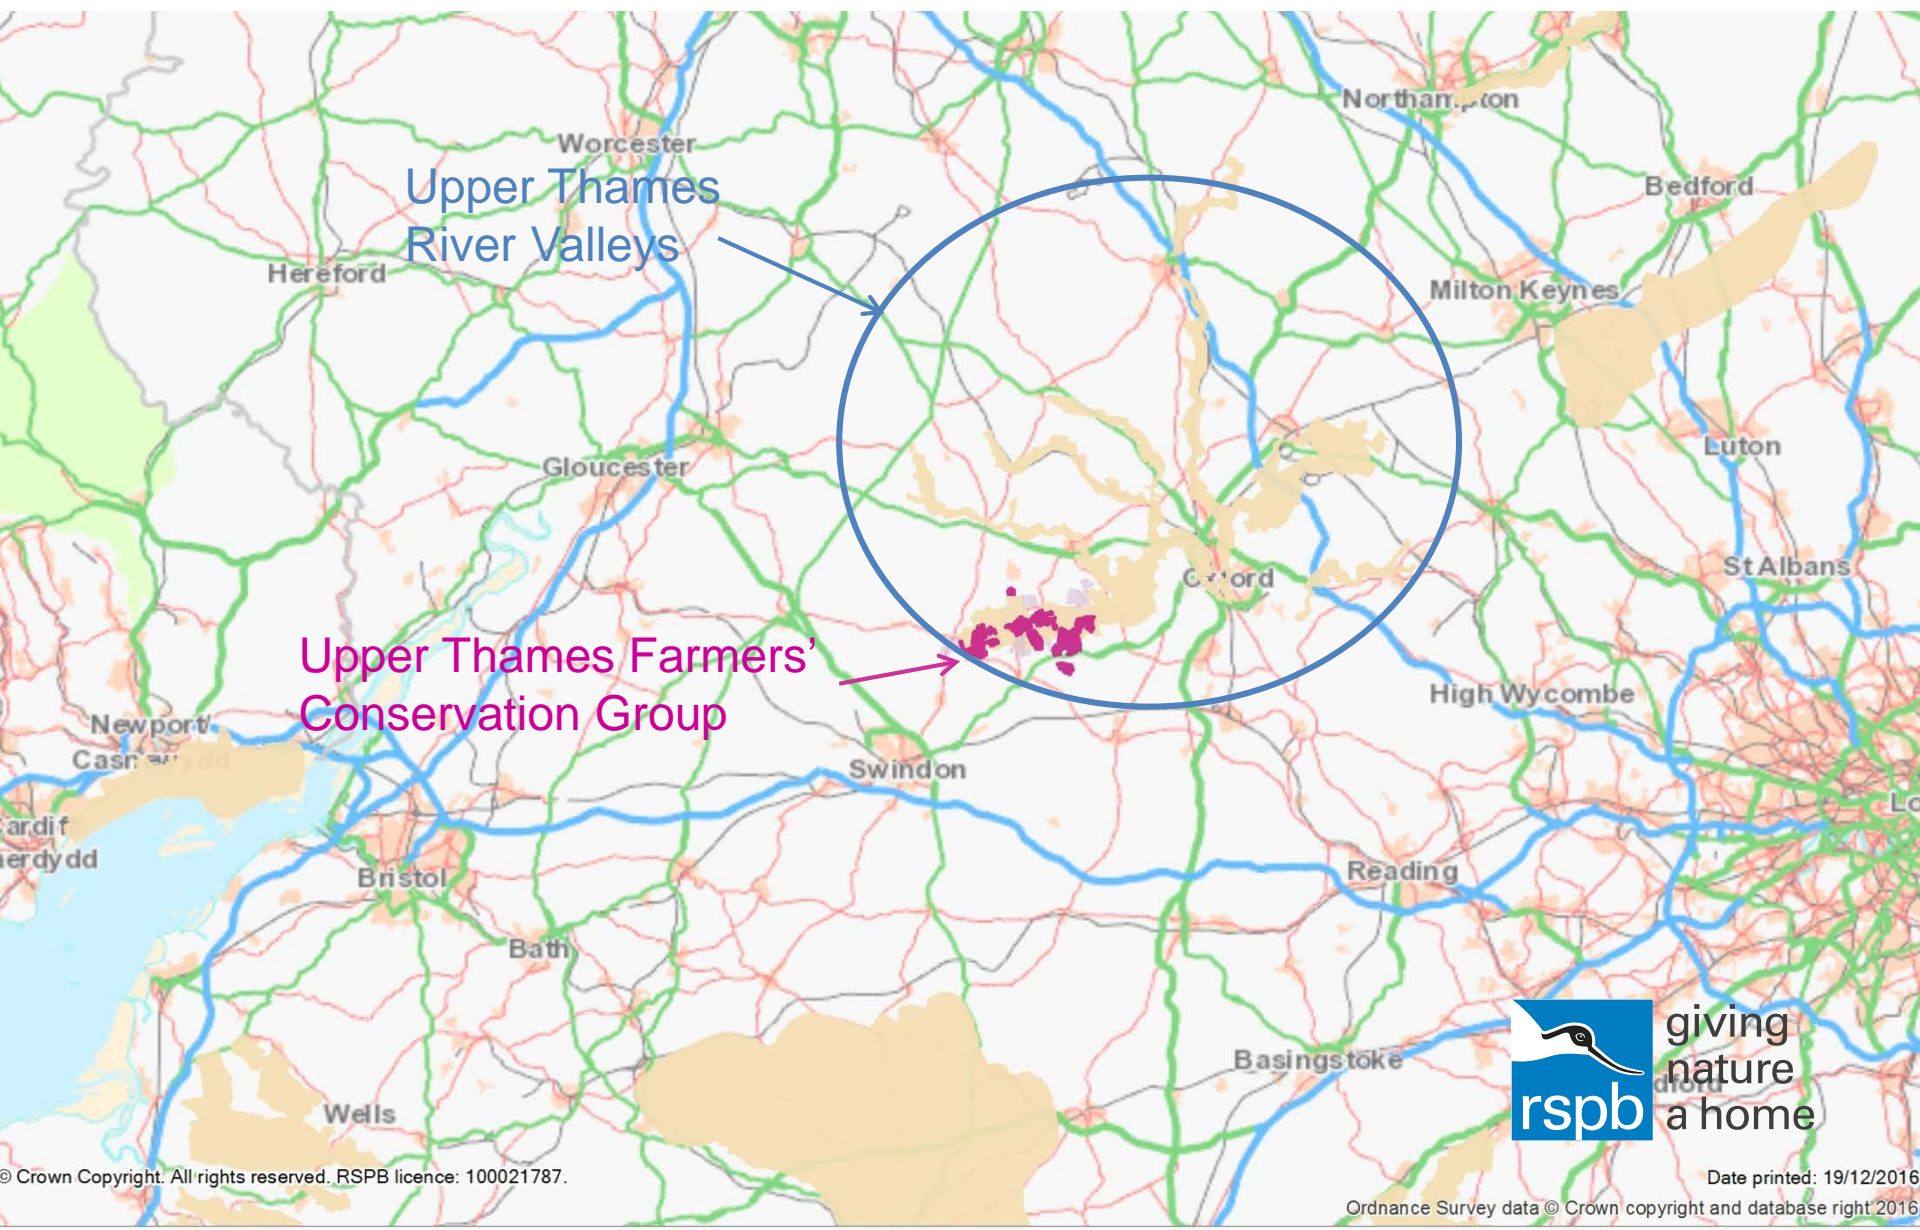 Northampton
Worcester
Upper Thames
River Valleys
Bedford
Hereford
Milton Keynes
Gloucester
Luton
St Albans
Oxford
Upper Thames Farmers’
Conservation Group
High Wycombe
Newport/
Swindon
Bristol
Reading
Bath
Basingstoke
Wells
giving
nature
a home
rspb
© Crown Copyright. All rights reserved. RSPB licence: 100021787.
Date printed: 19/12/2016
Ordnance Survey data © Crown copyright and database right 2016